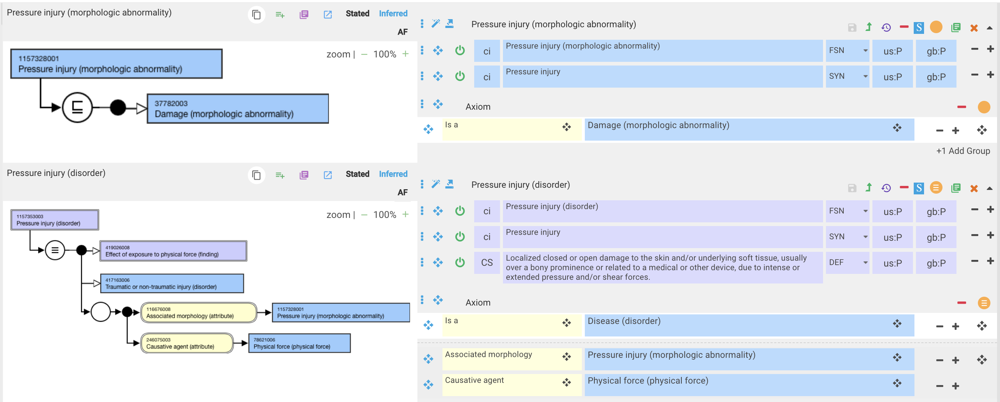 Pressure injury (morphologic abnormality)
Stated Inferred
AF
zoom | − 100% +
1157328001
Pressure injury (morphologic abnormality)
⊑
37782003
Damage (morphologic abnormality)
Pressure injury (morphologic abnormality)
S
ci Pressure injury (morphologic abnormality) FSN us:P gb:P − +
ci Pressure injury SYN us:P gb:P − +
Axiom
Is a Damage (morphologic abnormality) − +
+1 Add Group
Pressure injury (disorder)
Stated Inferred
AF
zoom | − 100% +
1157353003
Pressure injury (disorder)
≡
419026008
Effect of exposure to physical force (finding)
417163006
Traumatic or non-traumatic injury (disorder)
116676008
Associated morphology (attribute)
1157328001
Pressure injury (morphologic abnormality)
246075003
Causative agent (attribute)
78621006
Physical force (physical force)
Pressure injury (disorder)
S
ci Pressure injury (disorder) FSN us:P gb:P − +
ci Pressure injury SYN us:P gb:P − +
CS Localized closed or open damage to the skin and/or underlying soft tissue, usually DEF us:P gb:P − +
over a bony prominence or related to a medical or other device, due to intense or
extended pressure and/or shear forces.
Axiom
Is a Disease (disorder) − +
Associated morphology Pressure injury (morphologic abnormality) − +
Causative agent Physical force (physical force) − +